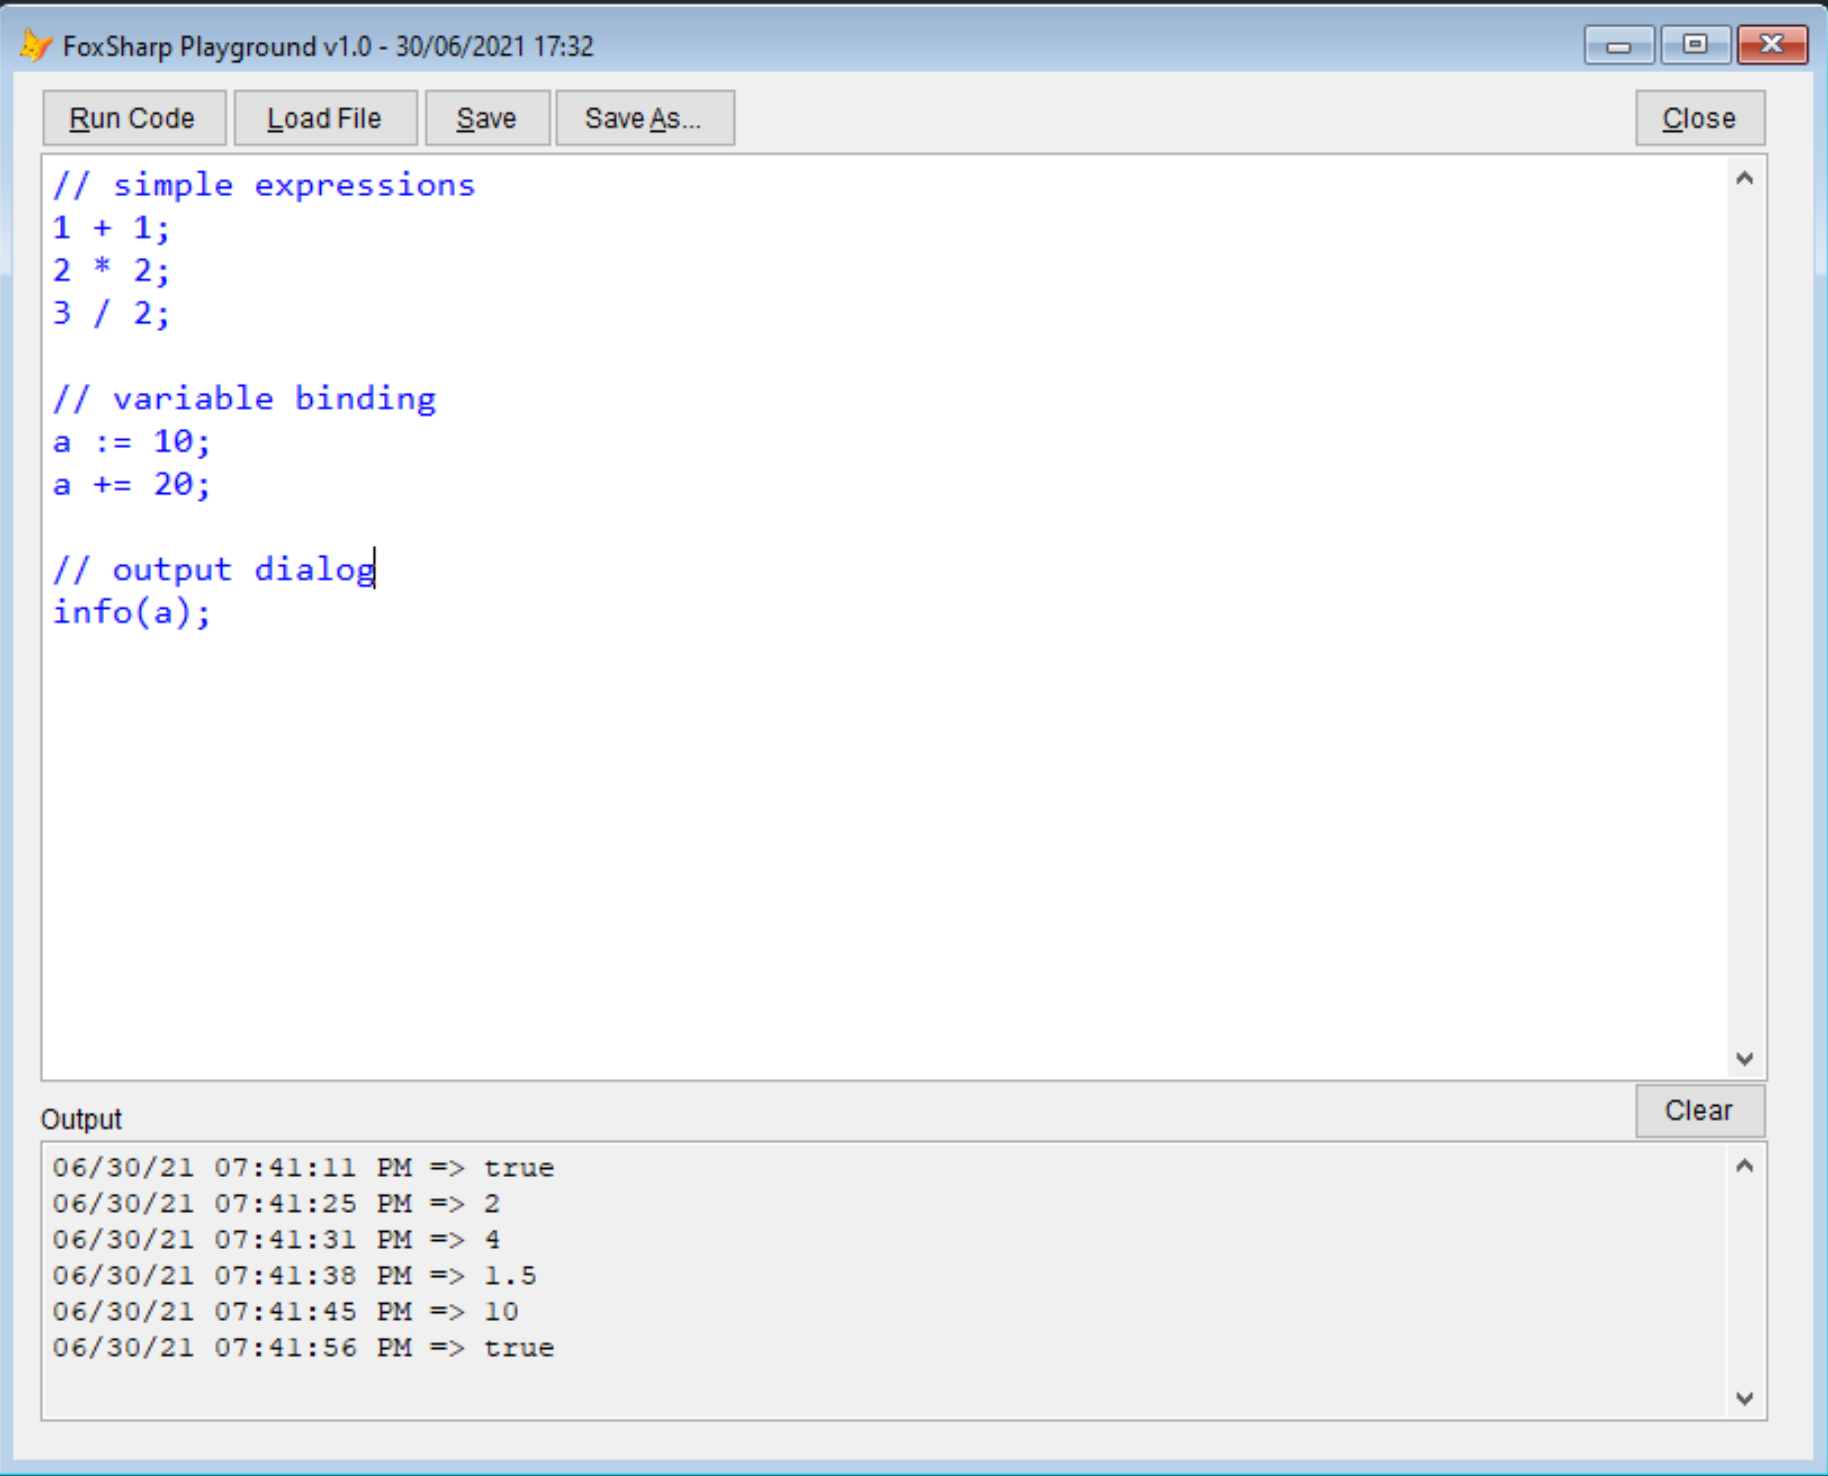 FoxSharp Playground v1.0 - 30/06/2021 17:32
Run Code Load File Save Save As... Close
// simple expressions
1 + 1;
2 * 2;
3 / 2;
// variable binding
a := 10;
a += 20;
// output dialog
info(a);
Output Clear
06/30/21 07:41:11 PM => true
06/30/21 07:41:25 PM => 2
06/30/21 07:41:31 PM => 4
06/30/21 07:41:38 PM => 1.5
06/30/21 07:41:45 PM => 10
06/30/21 07:41:56 PM => true